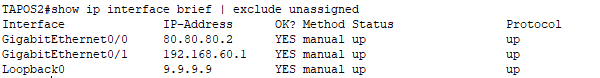 TAPOS2#show ip interface brief | exclude unassigned
Interface IP-Address OK? Method Status Protocol
GigabitEthernet0/0 80.80.80.2 YES manual up up
GigabitEthernet0/1 192.168.60.1 YES manual up up
Loopback0 9.9.9.9 YES manual up up